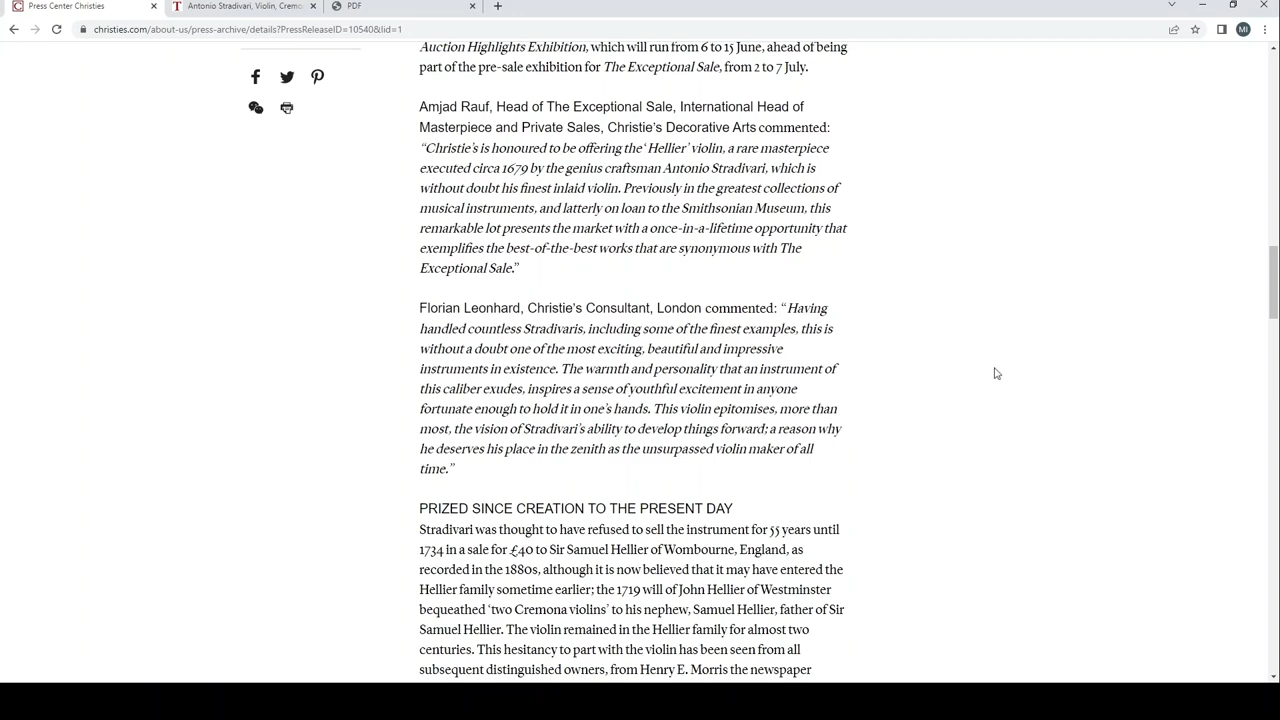 Press Center Christies
Antonio Stradivari, Violin, Cremo
PDF
christies.com/about-us/press-archive/details?PressReleaseID=10540&lid=1
MI
Auction Highlights Exhibition, which will run from 6 to 15 June, ahead of being
part of the pre-sale exhibition for The Exceptional Sale, from 2 to 7 July.
Amjad Rauf, Head of The Exceptional Sale, International Head of
Masterpiece and Private Sales, Christie's Decorative Arts commented:
“Christie's is honoured to be offering the ‘Hellier’ violin, a rare masterpiece
executed circa 1679 by the genius craftsman Antonio Stradivari, which is
without doubt his finest inlaid violin. Previously in the greatest collections of
musical instruments, and latterly on loan to the Smithsonian Museum, this
remarkable lot presents the market with a once-in-a-lifetime opportunity that
exemplifies the best-of-the-best works that are synonymous with The
Exceptional Sale.”
Florian Leonhard, Christie's Consultant, London commented: “Having
handled countless Stradivaris, including some of the finest examples, this is
without a doubt one of the most exciting, beautiful and impressive
instruments in existence. The warmth and personality that an instrument of
this caliber exudes, inspires a sense of youthful excitement in anyone
fortunate enough to hold it in one's hands. This violin epitomises, more than
most, the vision of Stradivari's ability to develop things forward; a reason why
he deserves his place in the zenith as the unsurpassed violin maker of all
time.”
PRIZED SINCE CREATION TO THE PRESENT DAY
Stradivari was thought to have refused to sell the instrument for 55 years until
1734 in a sale for £40 to Sir Samuel Hellier of Wombourne, England, as
recorded in the 1880s, although it is now believed that it may have entered the
Hellier family sometime earlier; the 1719 will of John Hellier of Westminster
bequeathed ‘two Cremona violins’ to his nephew, Samuel Hellier, father of Sir
Samuel Hellier. The violin remained in the Hellier family for almost two
centuries. This hesitancy to part with the violin has been seen from all
subsequent distinguished owners, from Henry E. Morris the newspaper